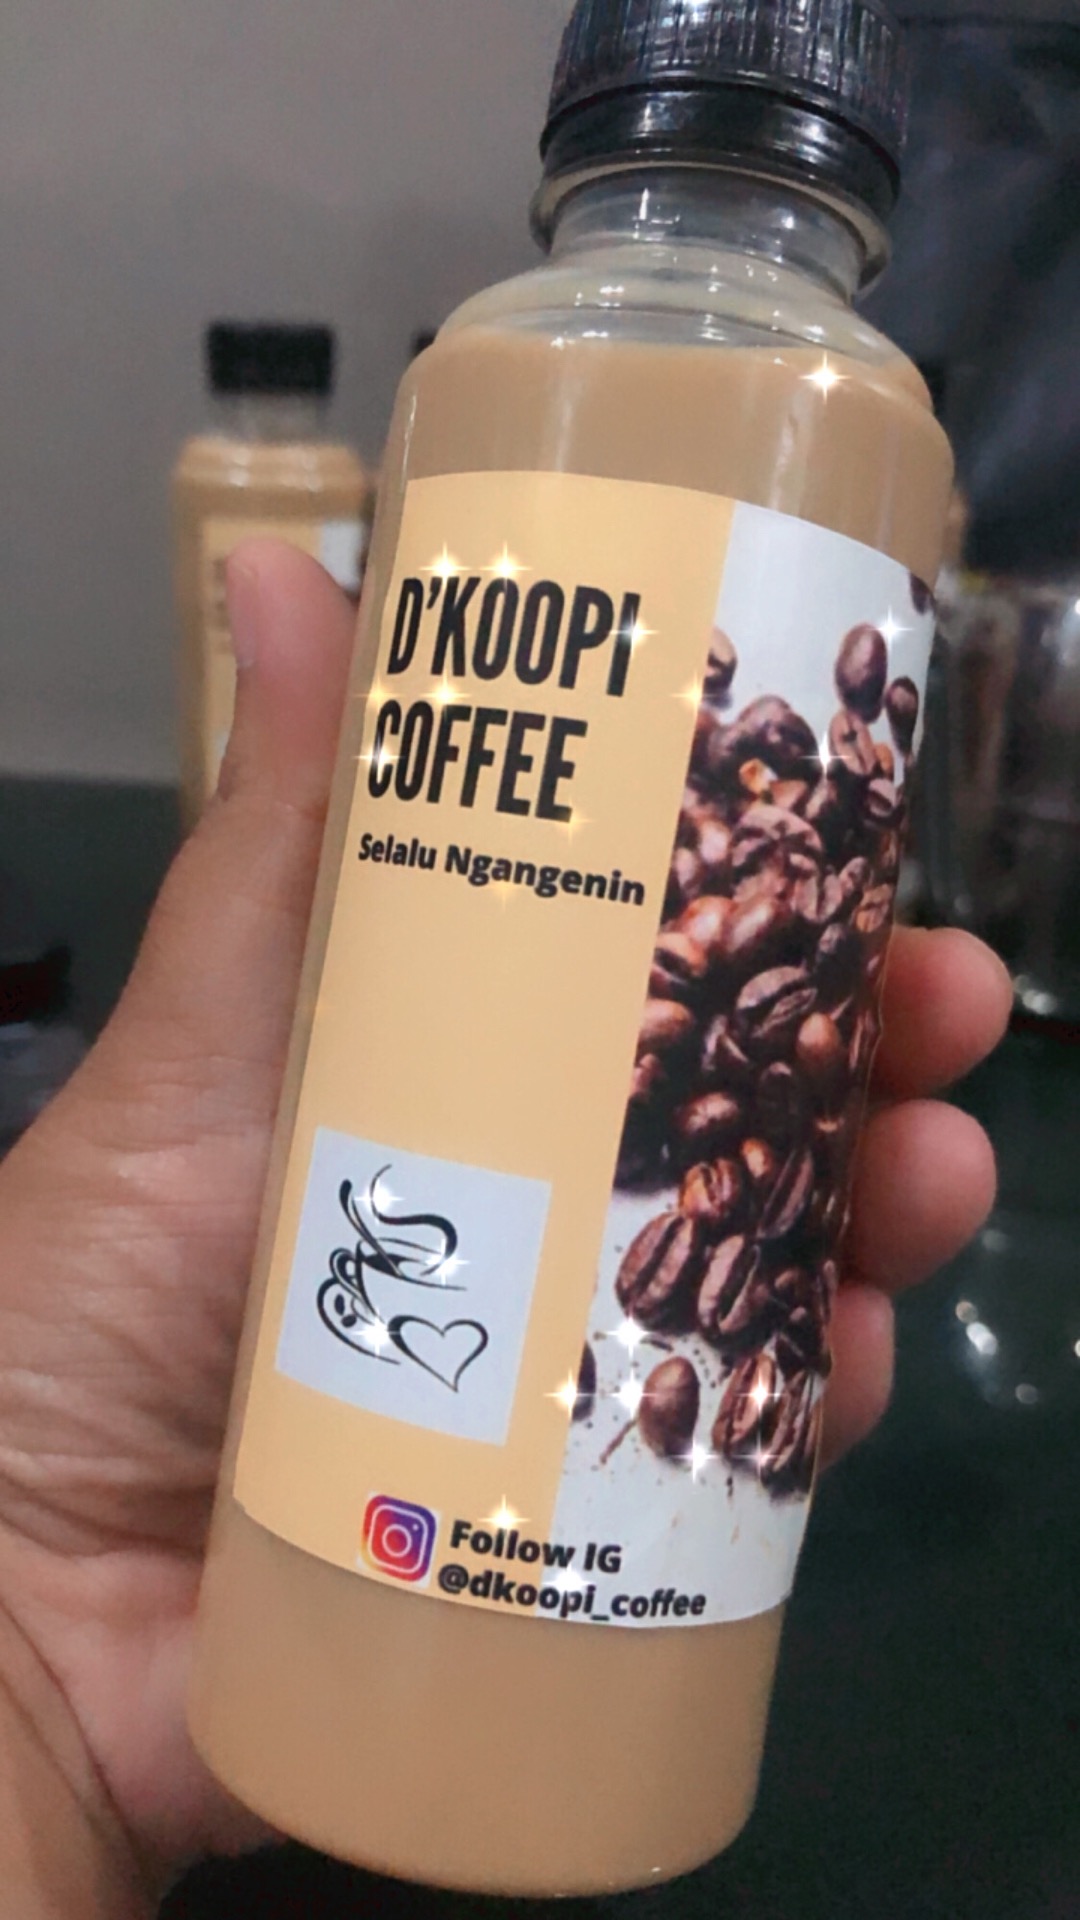 D'KOOPI
COFFEE
Selalu Ngangenin
Follow IG
@dkoopi_coffee